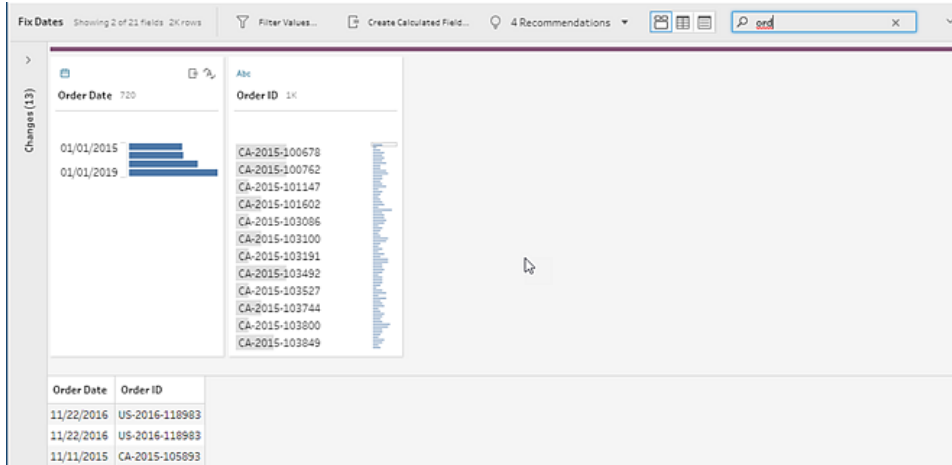 Fix Dates Showing 2 of 21 fields 2K rows Filter Values... Create Calculated Field... 4 Recommendations ord
Changes (13)
Order Date 720
01/01/2015
01/01/2019
Abc
Order ID 1K
CA-2015-100678
CA-2015-100762
CA-2015-101147
CA-2015-101602
CA-2015-103086
CA-2015-103100
CA-2015-103191
CA-2015-103492
CA-2015-103527
CA-2015-103744
CA-2015-103800
CA-2015-103849
Order Date Order ID
11/22/2016 US-2016-118983
11/22/2016 US-2016-118983
11/11/2015 CA-2015-105893